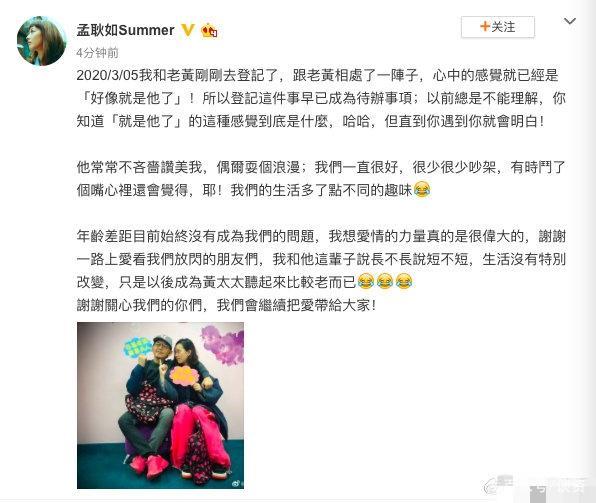 孟耿如Summer
+关注
4分钟前
2020/3/05我和老黃剛剛去登記了，跟老黃相處了一陣子，心中的感覺就已經是
「好像就是他了」！所以登記這件事早已成為待辦事項；以前總是不能理解，你
知道「就是他了」的這種感覺到底是什麼，哈哈，但直到你遇到你就會明白！
他常常不吝嗇讚美我，偶爾耍個浪漫；我們一直很好，很少很少吵架，有時鬥了
個嘴心裡還會覺得，耶！我們的生活多了點不同的趣味😂
年齡差距目前始終沒有成為我們的問題，我想愛情的力量真的是很偉大的，謝謝
一路上愛看我們放閃的朋友們，我和他這輩子說長不長說短不短，生活沒有特別
改變，只是以後成為黃太太聽起來比較老而已😂😂😂
謝謝關心我們的你們，我們會繼續把愛帶給大家！